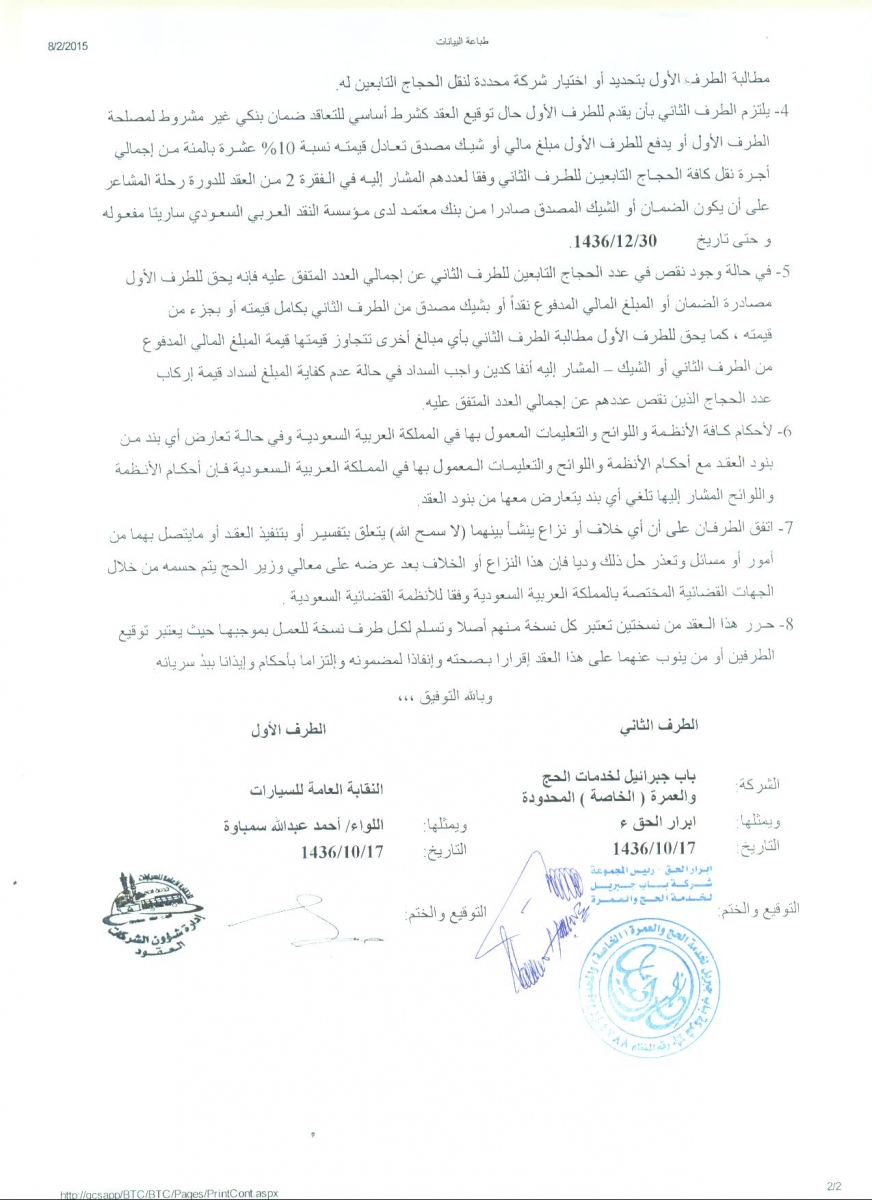 8/2/2015
طباعة البيانات
مطالبة الطرف الأول بتحديد أو اختيار شركة محددة لنقل الحجاج التابعين له.
4- يلتزم الطرف الثاني بأن يقدم للطرف الأول حال توقيع العقد كشرط أساسي للتعاقد ضمان بنكي غير مشروط لمصلحة
الطرف الأول أو يدفع للطرف الأول مبلغ مالي أو شيك مصدق تعادل قيمته نسبة 10% عشرة بالمئة من إجمالي
أجرة نقل كافة الحجاج التابعين للطرف الثاني وفقا لعددهم المشار إليه في الفقرة 2 من العقد للدورة رحلة المشاعر
على أن يكون الضمان أو الشيك المصدق صادرا من بنك معتمد لدى مؤسسة النقد العربي السعودي ساريتا مفعوله
و حتى تاريخ 1436/12/30.
5- في حالة وجود نقص في عدد الحجاج التابعين للطرف الثاني عن إجمالي العدد المتفق عليه فإنه يحق للطرف الأول
مصادرة الضمان أو المبلغ المالي المدفوع نقداً أو بشيك مصدق من الطرف الثاني بكامل قيمته أو بجزء من
قيمته ، كما يحق للطرف الأول مطالبة الطرف الثاني بأي مبالغ أخرى تتجاوز قيمتها قيمة المبلغ المالي المدفوع
من الطرف الثاني أو الشيك – المشار إليه أنفا كدين واجب السداد في حالة عدم كفاية المبلغ لسداد قيمة إركاب
عدد الحجاج الذين نقص عددهم عن إجمالي العدد المتفق عليه.
6- لأحكام كافة الأنظمة واللوائح والتعليمات المعمول بها في المملكة العربية السعودية وفي حالة تعارض أي بند من
بنود العقد مع أحكام الأنظمة واللوائح والتعليمات المعمول بها في المملكة العربية السعودية فإن أحكام الأنظمة
واللوائح المشار إليها تلغي أي بند يتعارض معها من بنود العقد.
7- اتفق الطرفان على أن أي خلاف أو نزاع ينشأ بينهما (لا سمح الله) يتعلق بتفسير أو بتنفيذ العقد أو مايتصل بهما من
أمور أو مسائل وتعذر حل ذلك وديا فإن هذا النزاع أو الخلاف بعد عرضه على معالي وزير الحج يتم حسمه من خلال
الجهات القضائية المختصة بالمملكة العربية السعودية وفقا للأنظمة القضائية السعودية .
8- حرر هذا العقد من نسختين تعتبر كل نسخة منهم أصلا وتسلم لكل طرف نسخة للعمل بموجبها حيث يعتبر توقيع
الطرفين أو من ينوب عنهما على هذا العقد إقرارا بصحته وإنفاذا لمضمونه وإلتزاما بأحكام وإيذانا ببدْ سريانه
وبالله التوفيق ،،،
الطرف الثاني
الطرف الأول
الشركة: باب جبرائيل لخدمات الحج
والعمرة ( الخاصة ) المحدودة
النقابة العامة للسيارات
ويمثلها: ابرار الحق ء
ويمثلها: اللواء/ أحمد عبدالله سمباوة
التاريخ: 1436/10/17
التاريخ: 1436/10/17
ابرار الحق - رئيس المجموعة
شركة باب جبريل
لخدمة الحج والعمرة
التوقيع والختم:
التوقيع والختم:
إدارة شؤون الشركات
العقود
http://gcsapp/BTC/BTC/Pages/PrintCont.aspx
2/2